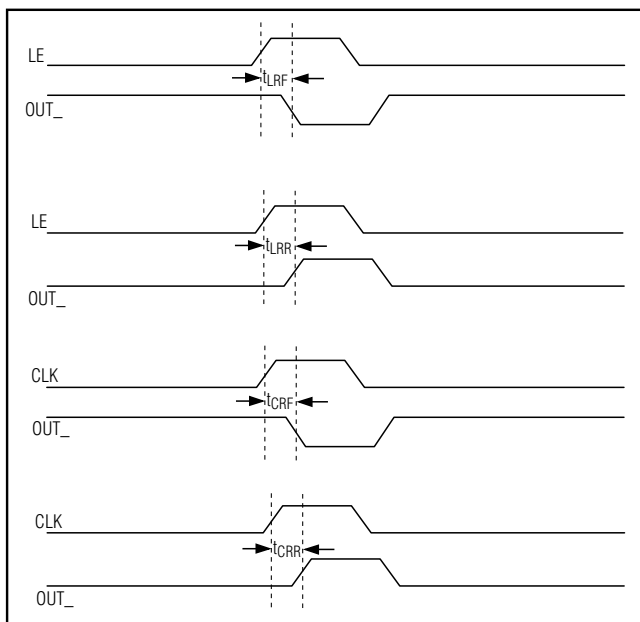 LE
tLRF
OUT_
LE
tLRR
OUT_
CLK
tCRF
OUT_
CLK
tCRR
OUT_